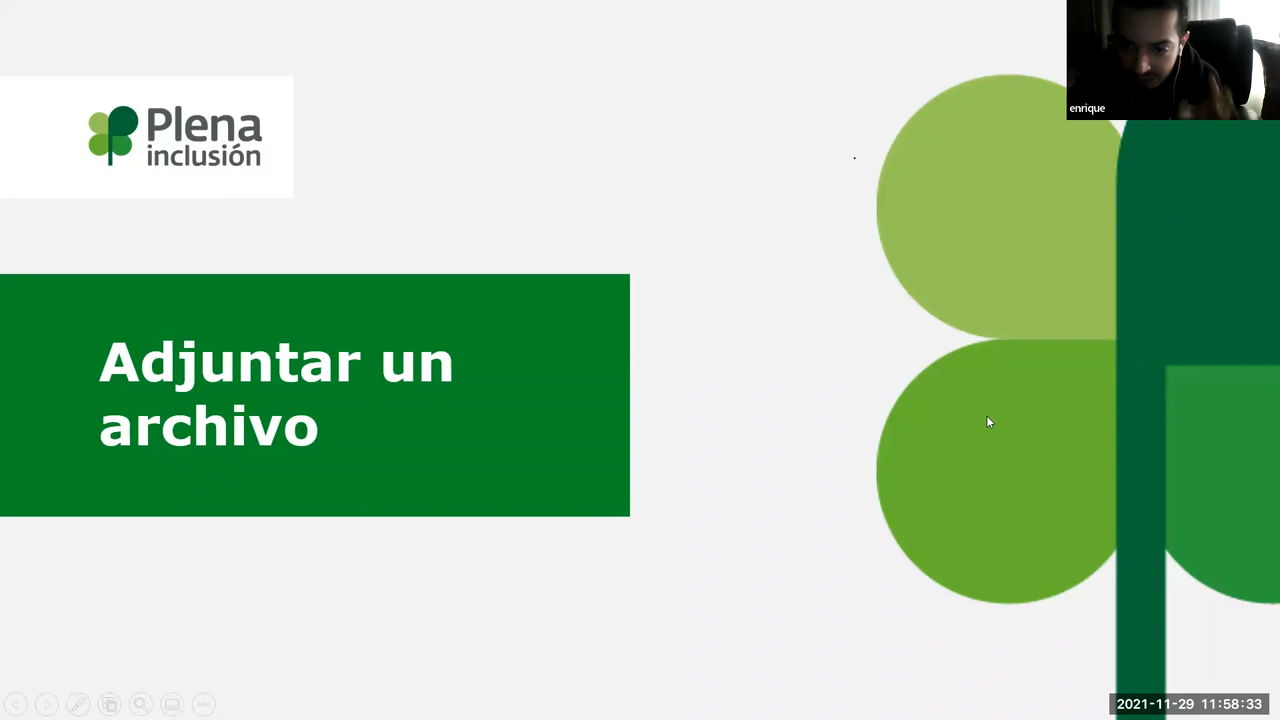 Plena
inclusión
enrique
Adjuntar un
archivo
2021-11-29 11:58:33